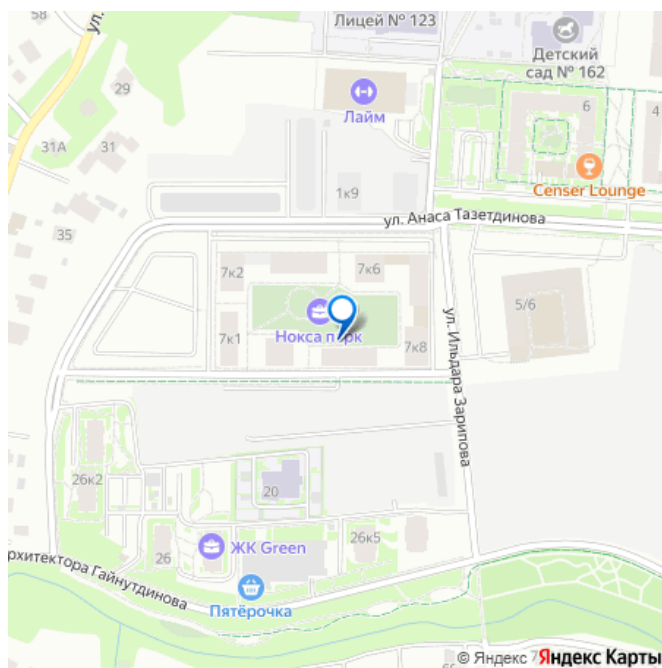 Лицей № 123
ул.
58
Детский
сад № 162
29
Лайм
6
4
31А
31
Censer Lounge
1к9
ул. Анаса Тазетдинова
35
7к2
7к6
5/6
Нокса парк
7к1
7к8
ул. Ильдара Зарипова
26к2
20
26к5
ЖК Green
26
рхитектора Гайнутдинова
Пятёрочка
© Яндекс
Яндекс Карты